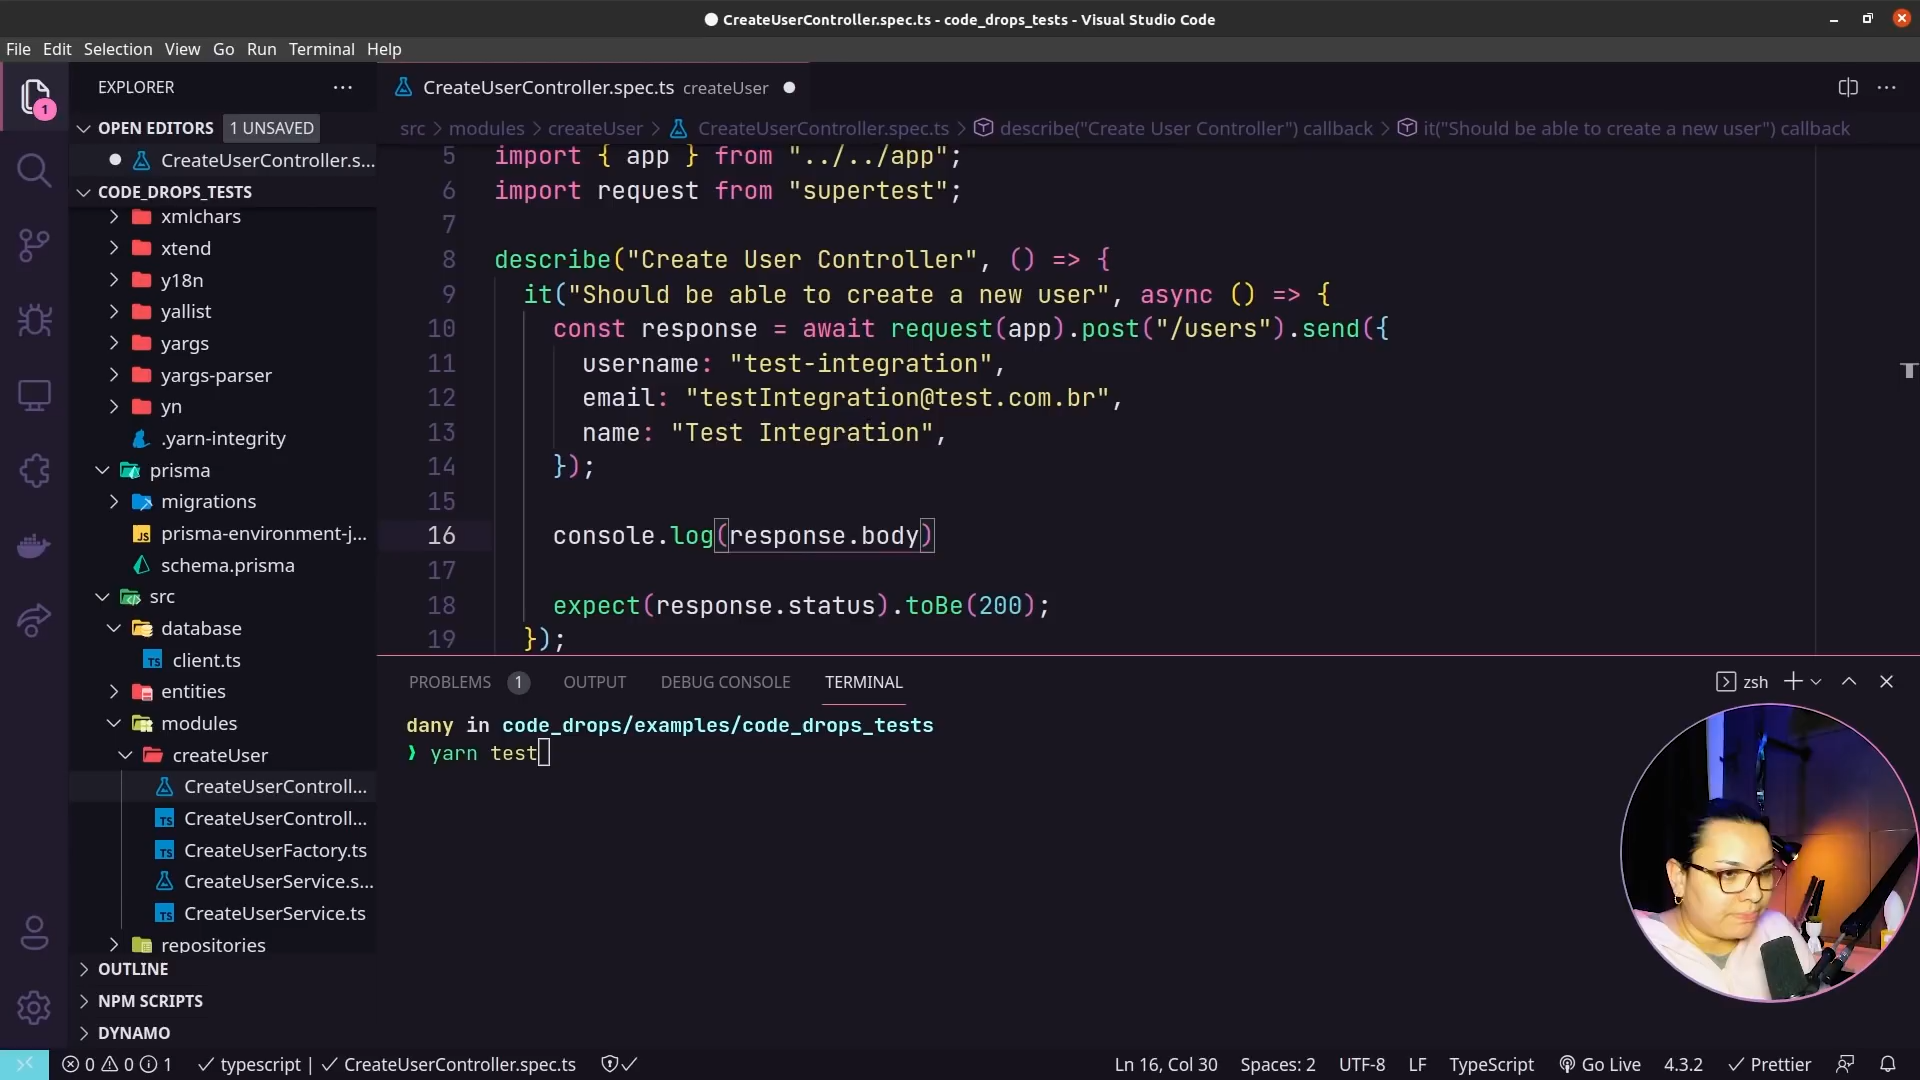 CreateUserController.spec.ts - code_drops_tests - Visual Studio Code
File Edit Selection View Go Run Terminal Help
1
EXPLORER
OPEN EDITORS 1 UNSAVED
CreateUserController.s...
CODE_DROPS_TESTS
xmlchars
xtend
y18n
yallist
yargs
yargs-parser
yn
.yarn-integrity
prisma
migrations
prisma-environment-j...
schema.prisma
src
database
client.ts
entities
modules
createUser
CreateUserControll...
CreateUserControll...
CreateUserFactory.ts
CreateUserService.s...
CreateUserService.ts
repositories
OUTLINE
NPM SCRIPTS
DYNAMO
CreateUserController.spec.ts createUser
src > modules > createUser > CreateUserController.spec.ts > describe("Create User Controller") callback > it("Should be able to create a new user") callback
5 import { app } from "../../app";
6 import request from "supertest";
7
8 describe("Create User Controller", () => {
9 it("Should be able to create a new user", async () => {
10 const response = await request(app).post("/users").send({
11 username: "test-integration",
12 email: "testIntegration@test.com.br",
13 name: "Test Integration",
14 });
15
16 console.log(response.body)
17
18 expect(response.status).toBe(200);
19 });
PROBLEMS 1 OUTPUT DEBUG CONSOLE TERMINAL zsh
dany in code_drops/examples/code_drops_tests
❯ yarn test
0 0 1 typescript | CreateUserController.spec.ts Ln 16, Col 30 Spaces: 2 UTF-8 LF TypeScript Go Live 4.3.2 Prettier